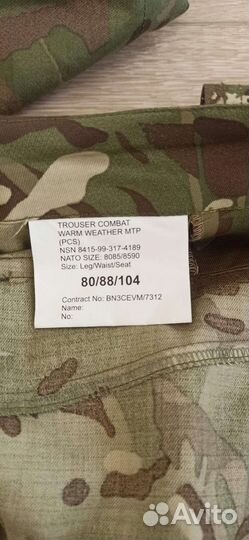 TROUSER COMBAT
WARM WEATHER MTP
(PCS)
NSN 8415-99-317-4189
NATO SIZE: 8085/8590
Size: Leg/Waist/Seat
80/88/104
Contract No: BN3CEVM/7312
Name:
No:
Avito